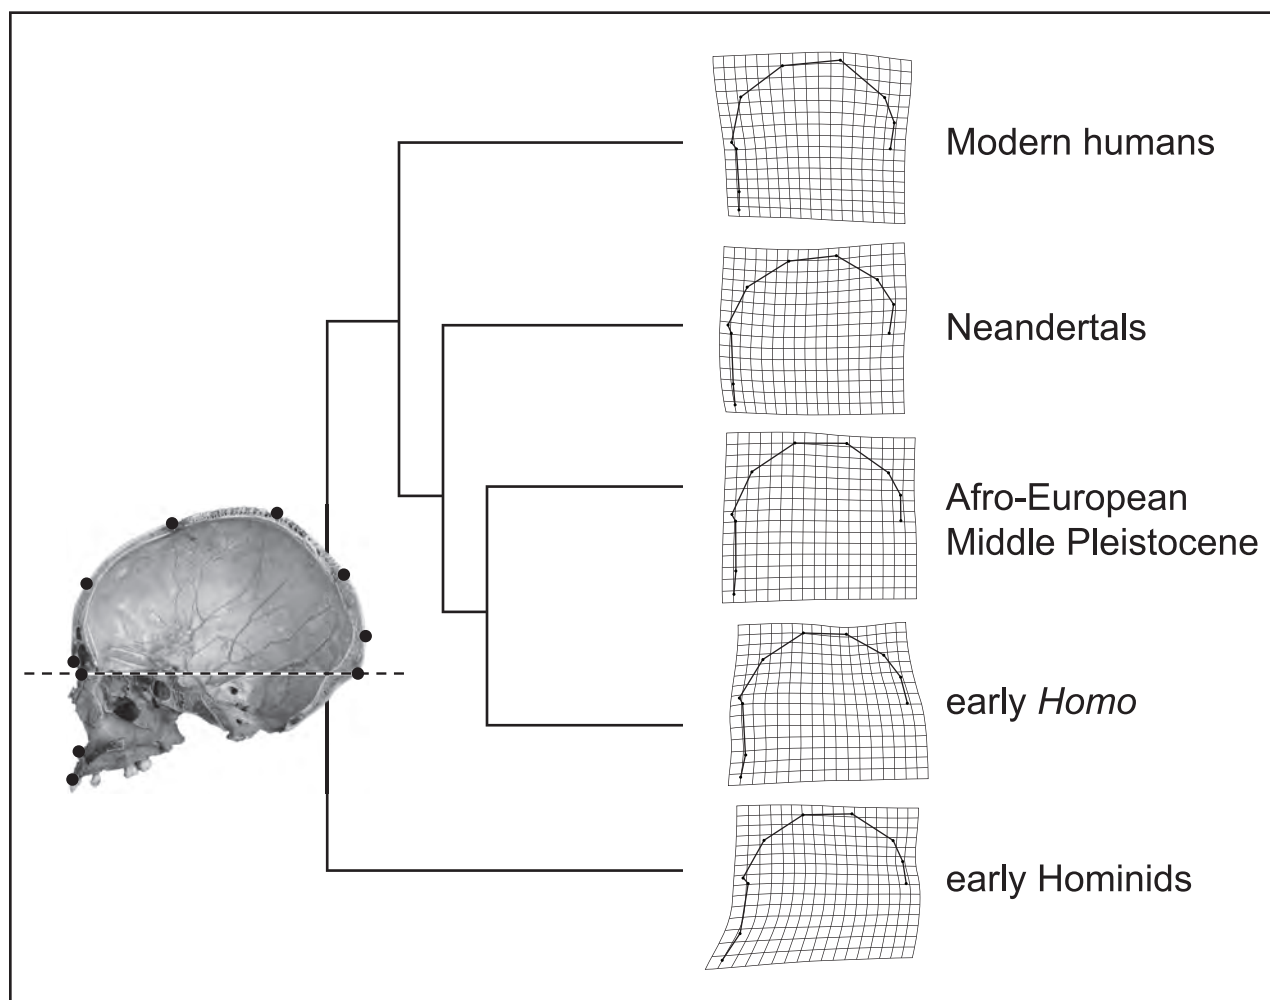 Modern humans
Neandertals
Afro-European
Middle Pleistocene
early Homo
early Hominids